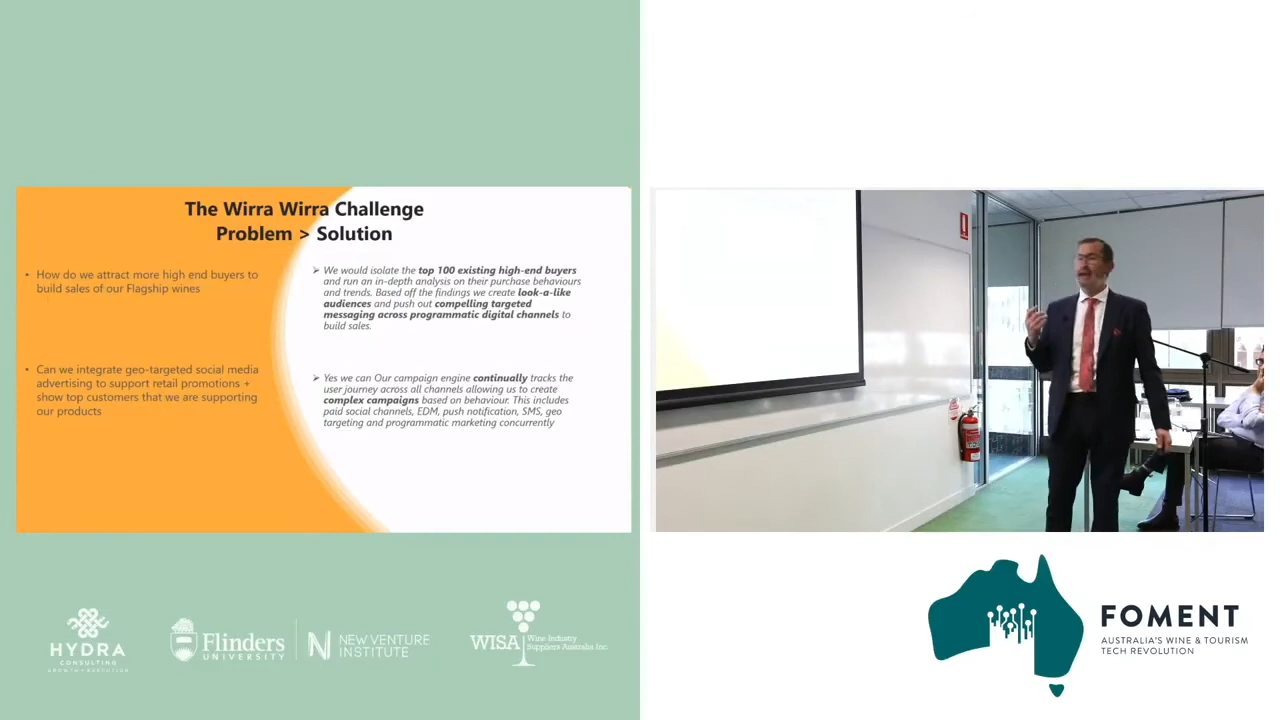 The Wirra Wirra Challenge
Problem > Solution
• How do we attract more high end buyers to
build sales of our Flagship wines
• Can we integrate geo-targeted social media
advertising to support retail promotions +
show top customers that we are supporting
our products
➢ We would isolate the top 100 existing high-end buyers
and run an in-depth analysis on their purchase behaviours
and trends. Based off the findings we create look-a-like
audiences and push out compelling targeted
messaging across programmatic digital channels to
build sales.
➢ Yes we can Our campaign engine continually tracks the
user journey across all channels allowing us to create
complex campaigns based on behaviour. This includes
paid social channels, EDM, push notification, SMS, geo
targeting and programmatic marketing concurrently
HYDRA
CONSULTING
Flinders
UNIVERSITY
NEW VENTURE
INSTITUTE
WISA
Wine Industry
Suppliers Australia Inc.
FOMENT
AUSTRALIA'S WINE & TOURISM
TECH REVOLUTION